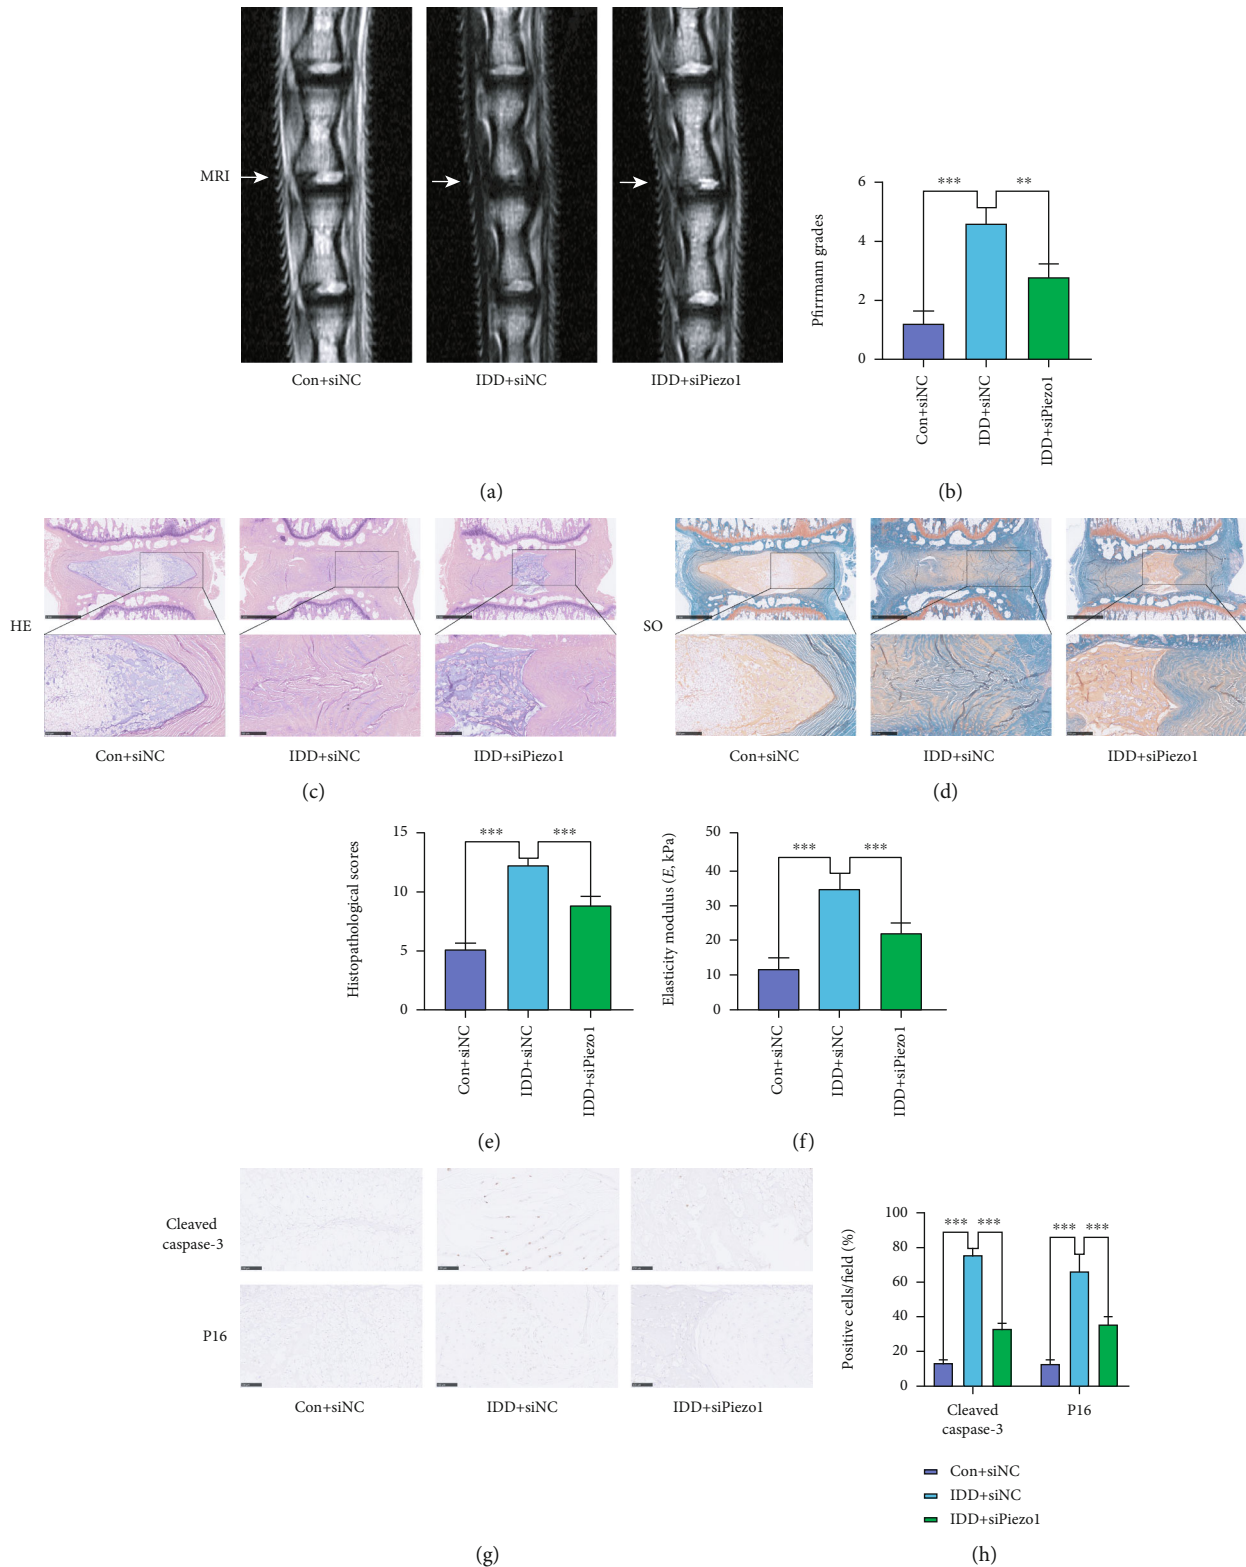 MRI
Con+siNC
IDD+siNC
IDD+siPiezo1
(a)
Pfirrmann grades
6
4
2
0
***
**
Con+siNC
IDD+siNC
IDD+siPiezo1
(b)
HE
Con+siNC
IDD+siNC
IDD+siPiezo1
(c)
SO
Con+siNC
IDD+siNC
IDD+siPiezo1
(d)
Histopathological scores
15
10
5
0
***
***
Con+siNC
IDD+siNC
IDD+siPiezo1
(e)
Elasticity modulus (E, kPa)
50
40
30
20
10
0
***
***
Con+siNC
IDD+siNC
IDD+siPiezo1
(f)
Cleaved
caspase-3
P16
Con+siNC
IDD+siNC
IDD+siPiezo1
(g)
Positive cells/field (%)
100
80
60
40
20
0
*** ***
*** ***
Cleaved
caspase-3
P16
Con+siNC
IDD+siNC
IDD+siPiezo1
(h)